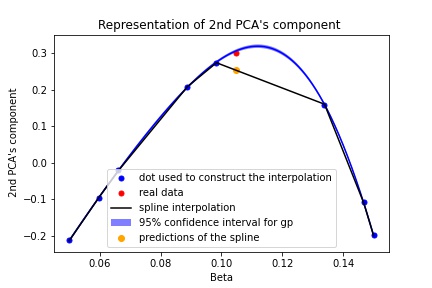 Representation of 2nd PCA's component
2nd PCA's component
0.3
0.2
0.1
0.0
−0.1
−0.2
dot used to construct the interpolation
real data
spline interpolation
95% confidence interval for gp
predictions of the spline
0.06 0.08 0.10 0.12 0.14
Beta